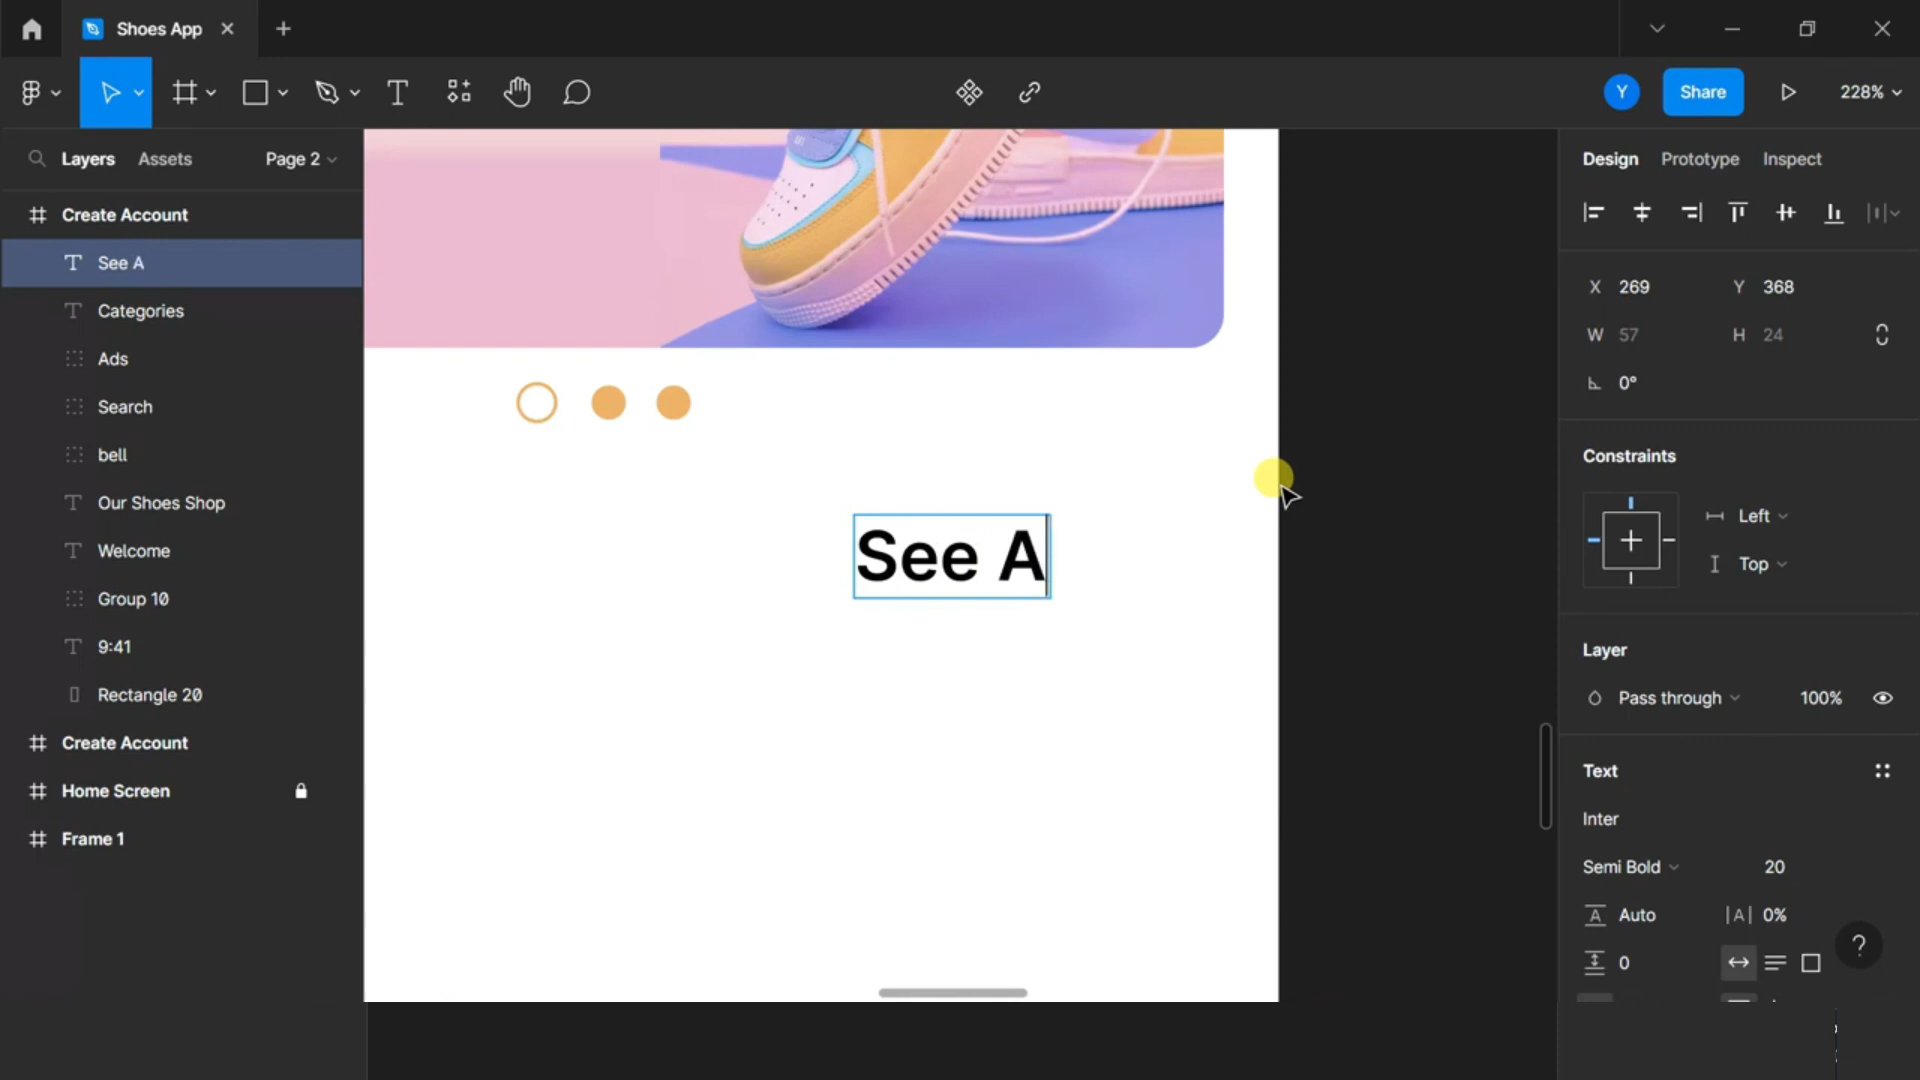 Shoes App
Y
Share
228%
Layers
Assets
Page 2
Design
Prototype
Inspect
Create Account
See A
Categories
Ads
Search
bell
Our Shoes Shop
Welcome
Group 10
9:41
Rectangle 20
Create Account
Home Screen
Frame 1
See A
X 269
Y 368
W 57
H 24
0°
Constraints
Left
Top
Layer
Pass through
100%
Text
Inter
Semi Bold
20
A Auto
|A| 0%
0
?